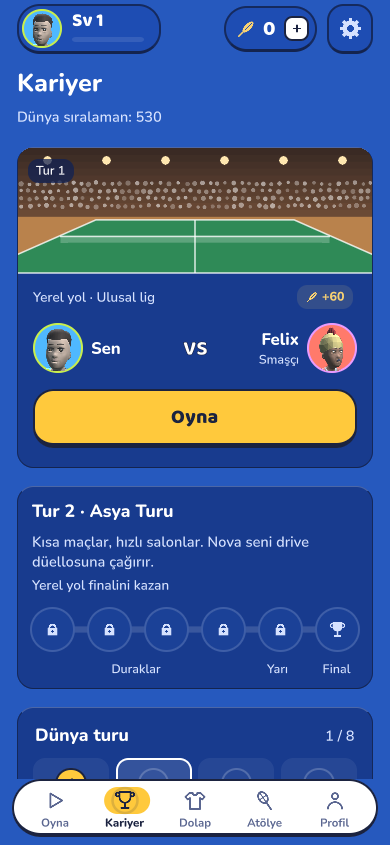 Sv 1
0
+
Kariyer
Dünya sıralaman: 530
Tur 1
Yerel yol · Ulusal lig
+60
Sen
VS
Felix
Smaşçı
Oyna
Tur 2 · Asya Turu
Kısa maçlar, hızlı salonlar. Nova seni drive
düellosuna çağırır.
Yerel yol finalini kazan
Duraklar
Yarı
Final
Dünya turu
1 / 8
Oyna
Kariyer
Dolap
Atölye
Profil